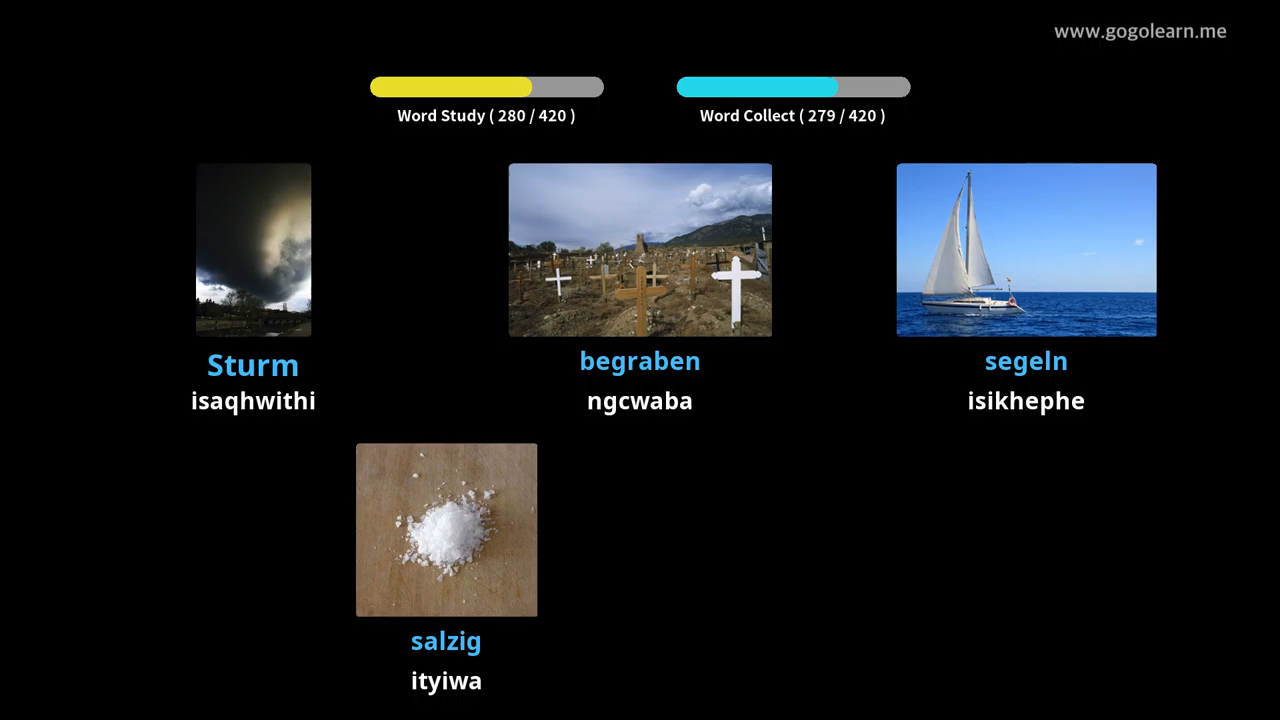 www.gogolearn.me
Word Study ( 280 / 420 )
Word Collect ( 279 / 420 )
Sturm
isaqhwithi
begraben
ngcwaba
segeln
isikhephe
salzig
ityiwa